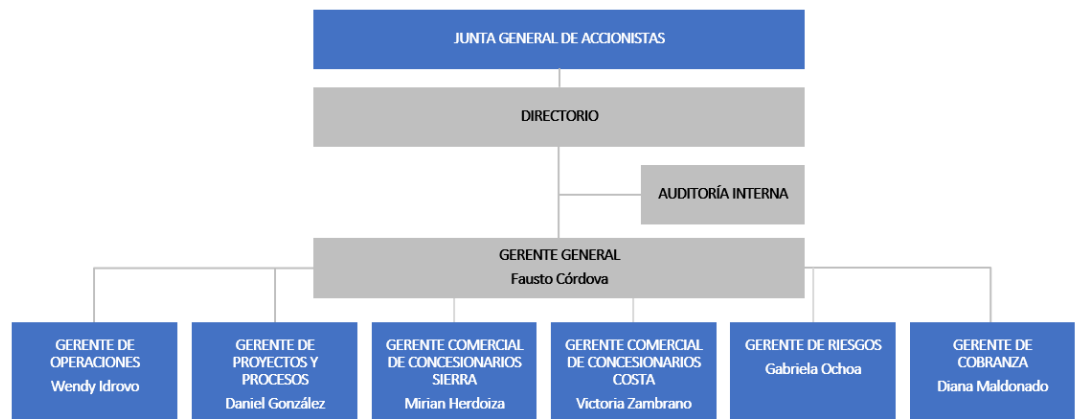 JUNTA GENERAL DE ACCIONISTAS
DIRECTORIO
AUDITORÍA INTERNA
GERENTE GENERAL
Fausto Córdova
GERENTE DE
OPERACIONES
Wendy Idrovo
GERENTE DE
PROYECTOS Y
PROCESOS
Daniel González
GERENTE COMERCIAL
DE CONCESIONARIOS
SIERRA
Mirian Herdoiza
GERENTE COMERCIAL
DE CONCESIONARIOS
COSTA
Victoria Zambrano
GERENTE DE RIESGOS
Gabriela Ochoa
GERENTE DE
COBRANZA
Diana Maldonado